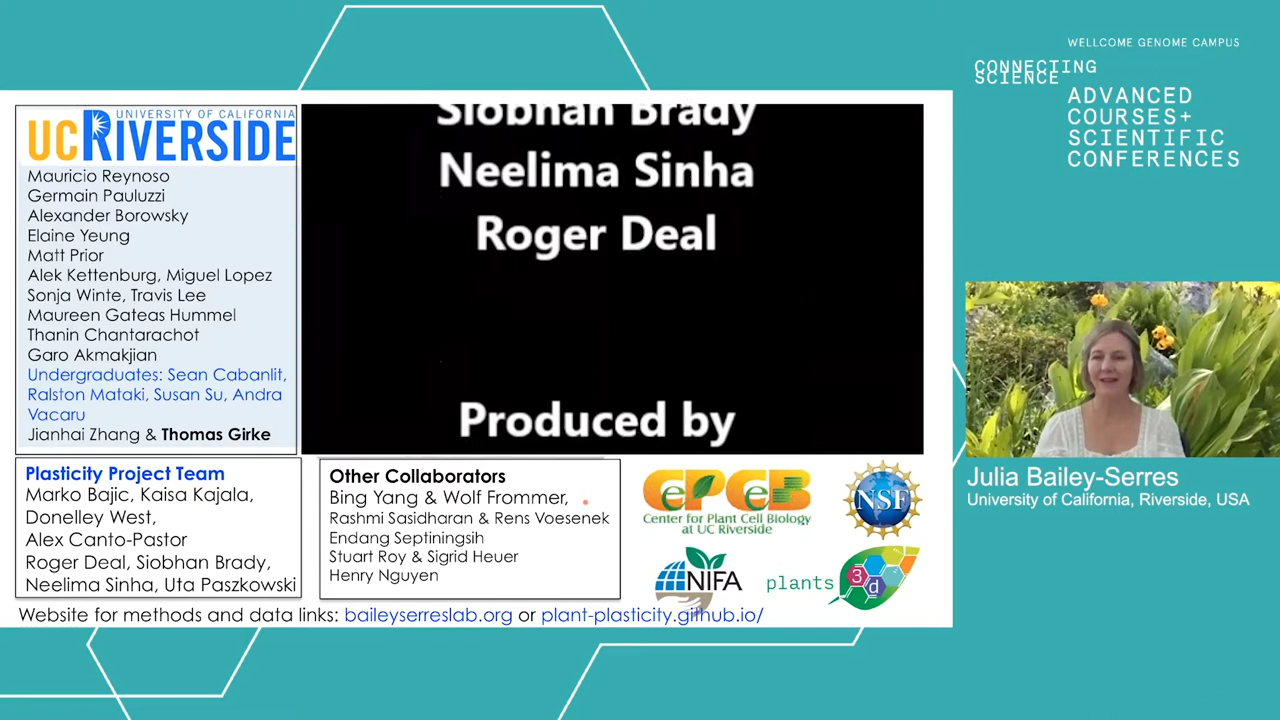 WELLCOME GENOME CAMPUS
CONNECTING
SCIENCE
ADVANCED
COURSES+
SCIENTIFIC
CONFERENCES
UNIVERSITY OF CALIFORNIA
UCRIVERSIDE
Mauricio Reynoso
Germain Pauluzzi
Alexander Borowsky
Elaine Yeung
Matt Prior
Alek Kettenburg, Miguel Lopez
Sonja Winte, Travis Lee
Maureen Gateas Hummel
Thanin Chantarachot
Garo Akmakjian
Undergraduates: Sean Cabanlit,
Ralston Mataki, Susan Su, Andra
Vacaru
Jianhai Zhang & Thomas Girke
Siobhan Brady
Neelima Sinha
Roger Deal
Produced by
Plasticity Project Team
Marko Bajic, Kaisa Kajala,
Donelley West,
Alex Canto-Pastor
Roger Deal, Siobhan Brady,
Neelima Sinha, Uta Paszkowski
Other Collaborators
Bing Yang & Wolf Frommer,
Rashmi Sasidharan & Rens Voesenek
Endang Septiningsih
Stuart Roy & Sigrid Heuer
Henry Nguyen
CEPCEB
Center for Plant Cell Biology
at UC Riverside
NSF
NIFA
plants 3d
Website for methods and data links: baileyserreslab.org or plant-plasticity.github.io/
Julia Bailey-Serres
University of California, Riverside, USA